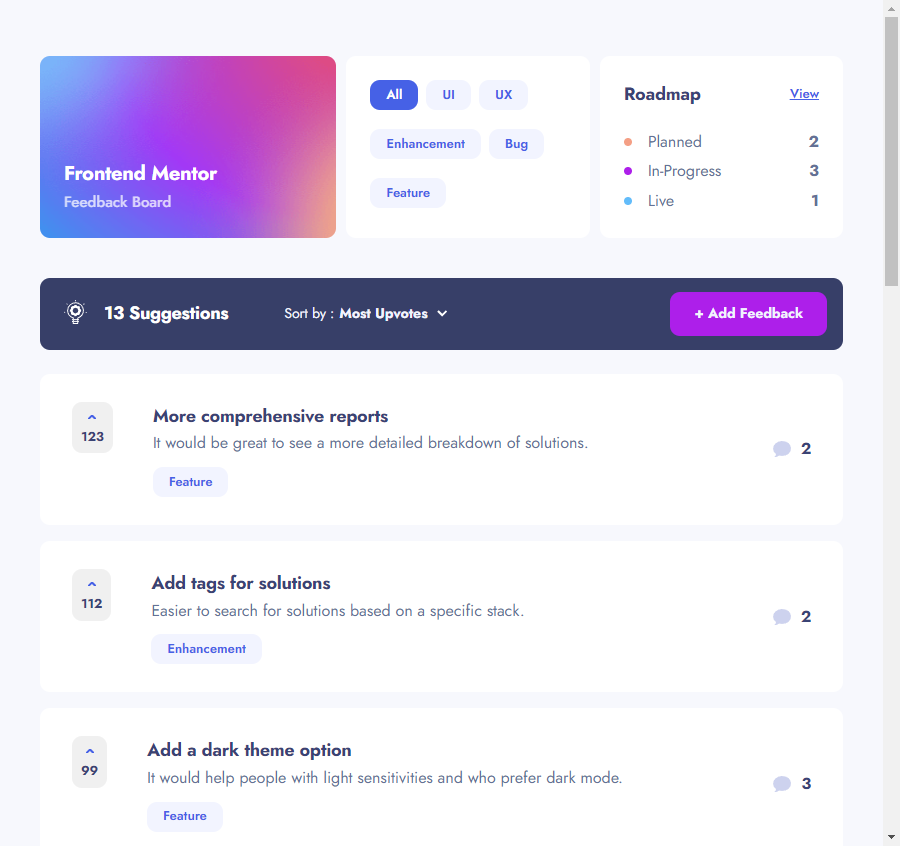 Frontend Mentor
Feedback Board
All UI UX
Enhancement Bug
Feature
Roadmap View
Planned 2
In-Progress 3
Live 1
13 Suggestions Sort by : Most Upvotes + Add Feedback
123
More comprehensive reports
It would be great to see a more detailed breakdown of solutions.
Feature
2
112
Add tags for solutions
Easier to search for solutions based on a specific stack.
Enhancement
2
99
Add a dark theme option
It would help people with light sensitivities and who prefer dark mode.
Feature
3